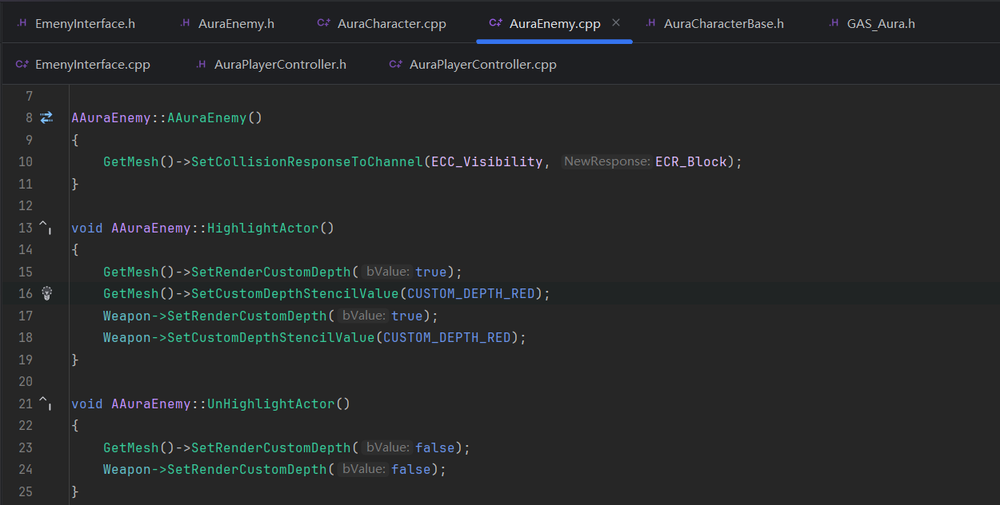 .H EmenyInterface.h .H AuraEnemy.h C++ AuraCharacter.cpp C++ AuraEnemy.cpp .H AuraCharacterBase.h .H GAS_Aura.h
C++ EmenyInterface.cpp .H AuraPlayerController.h C++ AuraPlayerController.cpp
7
8 AAuraEnemy::AAuraEnemy()
9 {
10 GetMesh()->SetCollisionResponseToChannel(ECC_Visibility, NewResponse: ECR_Block);
11 }
12
13 void AAuraEnemy::HighlightActor()
14 {
15 GetMesh()->SetRenderCustomDepth( bValue: true);
16 GetMesh()->SetCustomDepthStencilValue(CUSTOM_DEPTH_RED);
17 Weapon->SetRenderCustomDepth( bValue: true);
18 Weapon->SetCustomDepthStencilValue(CUSTOM_DEPTH_RED);
19 }
20
21 void AAuraEnemy::UnHighlightActor()
22 {
23 GetMesh()->SetRenderCustomDepth( bValue: false);
24 Weapon->SetRenderCustomDepth( bValue: false);
25 }